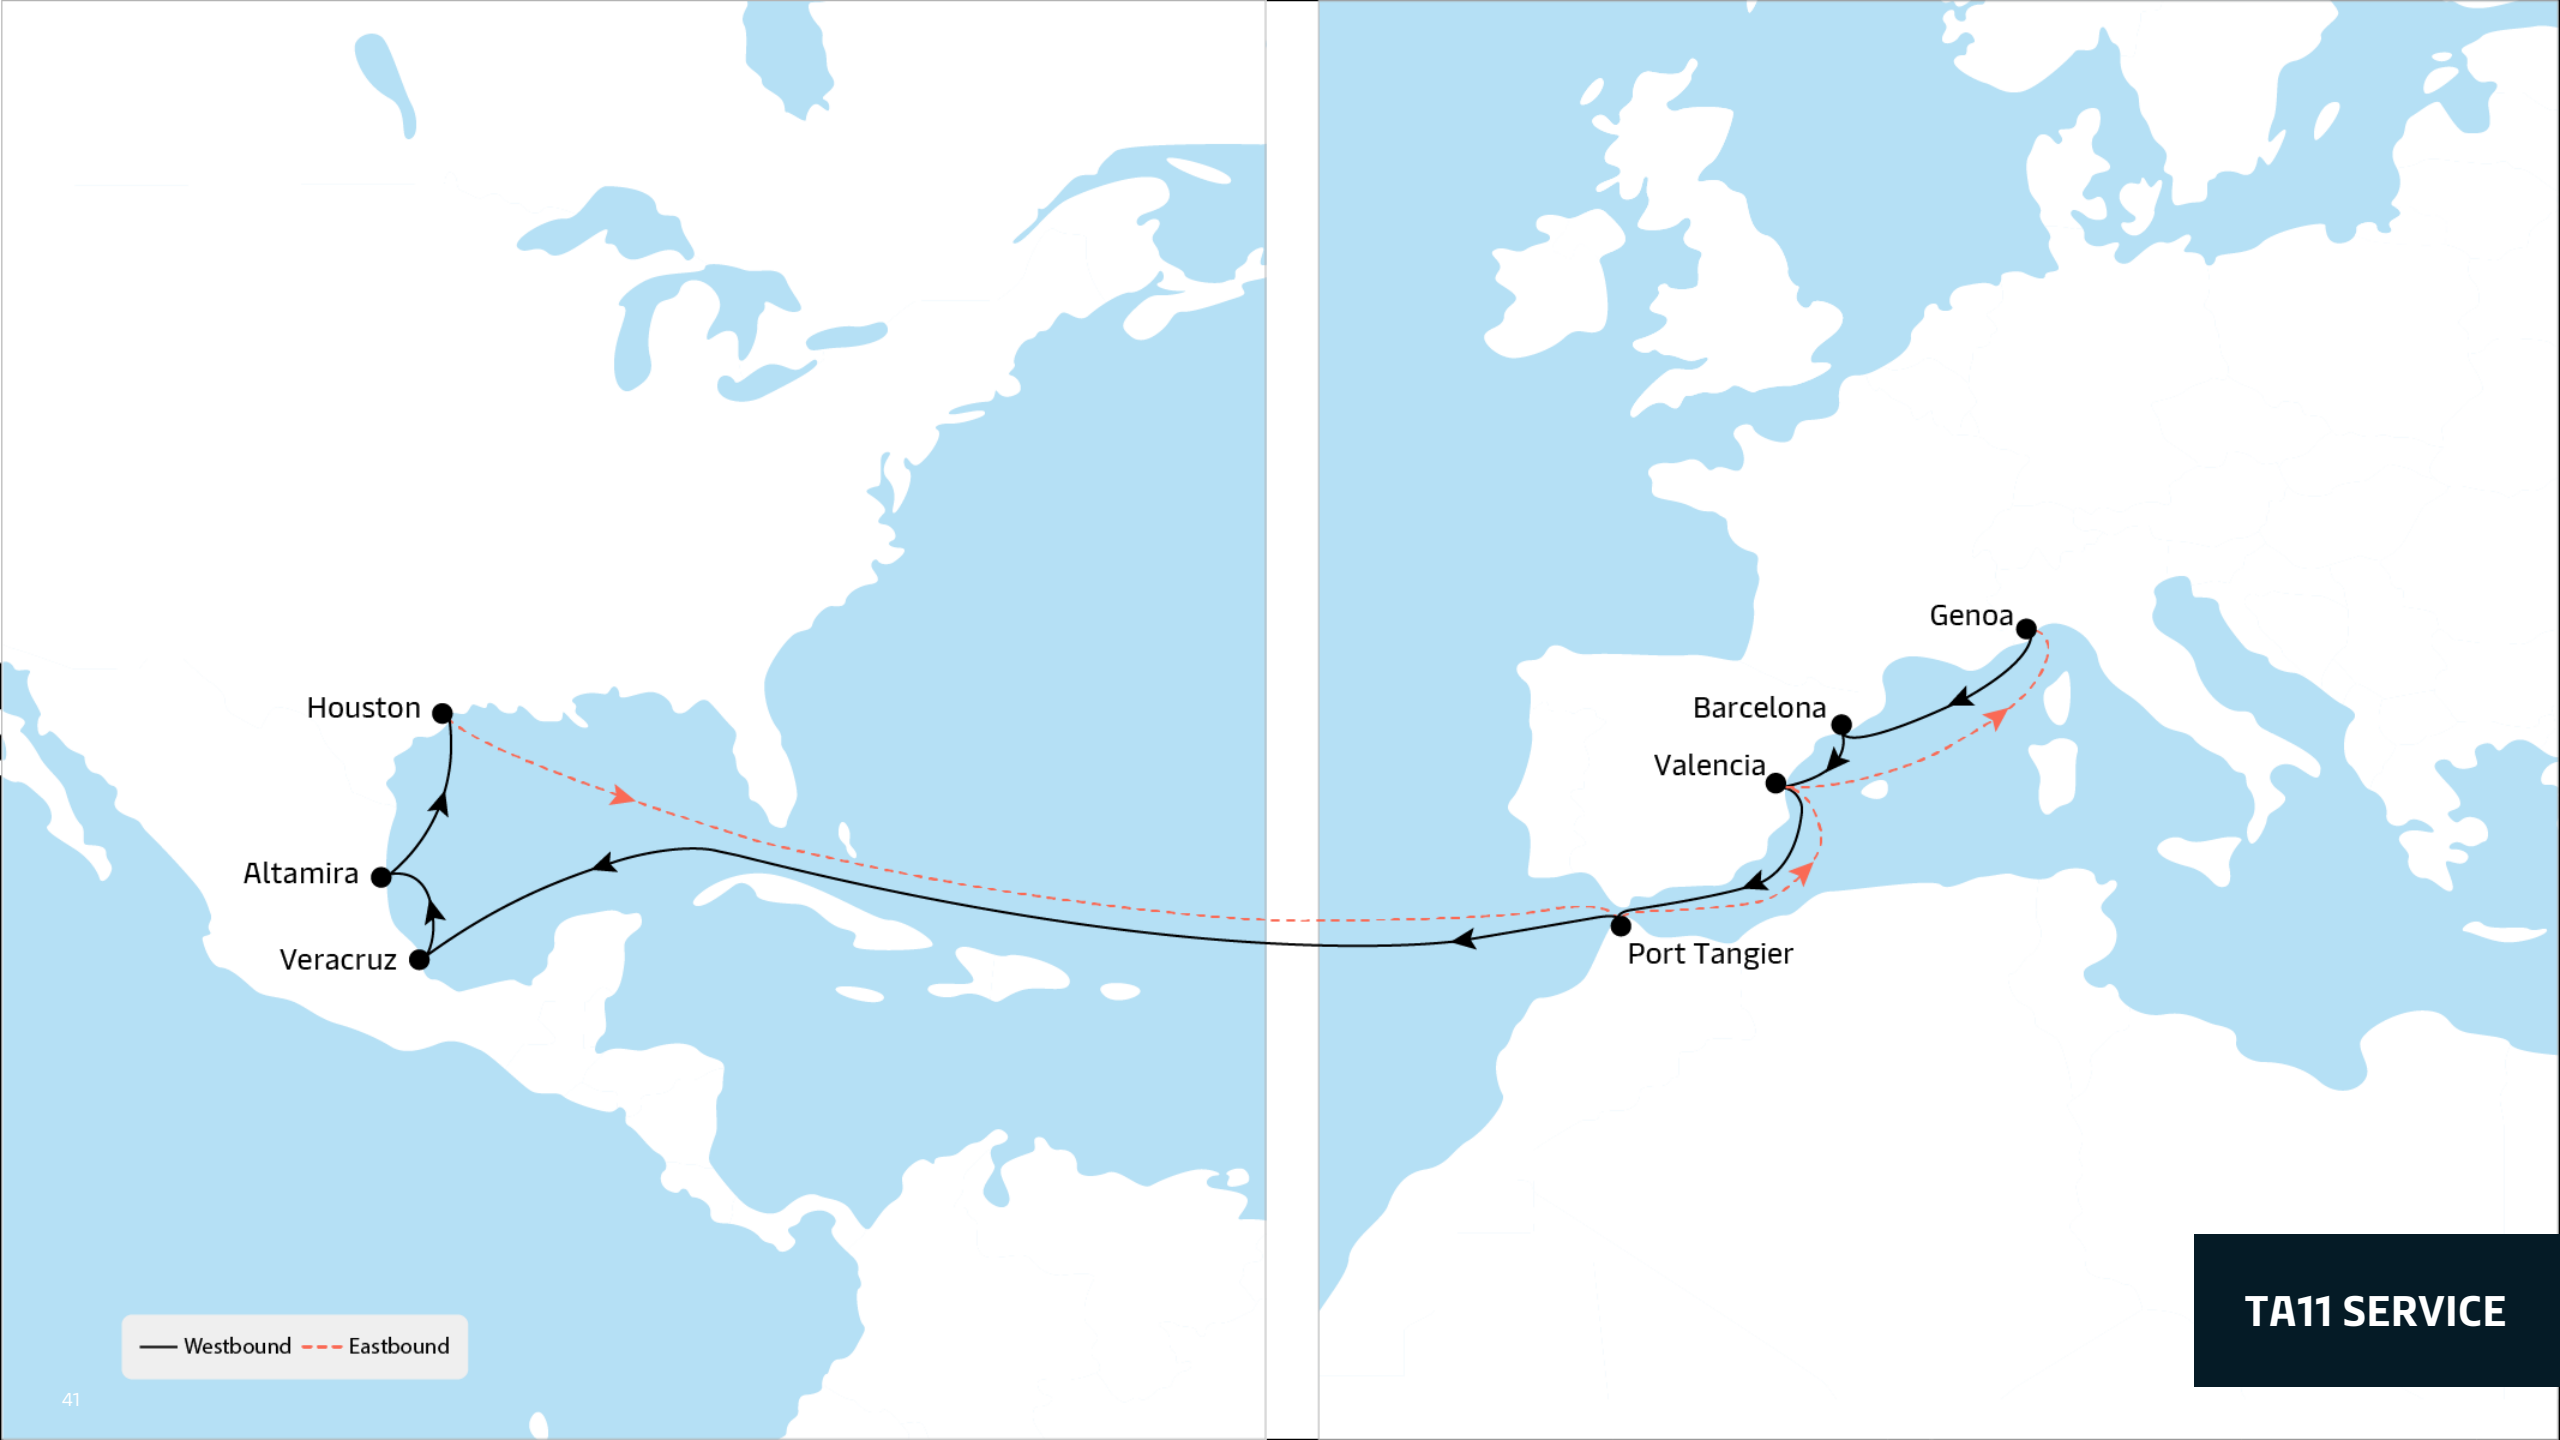 Genoa
Barcelona
Houston
Valencia
Altamira
Port Tangier
Veracruz
TA11 SERVICE
Westbound Eastbound
41